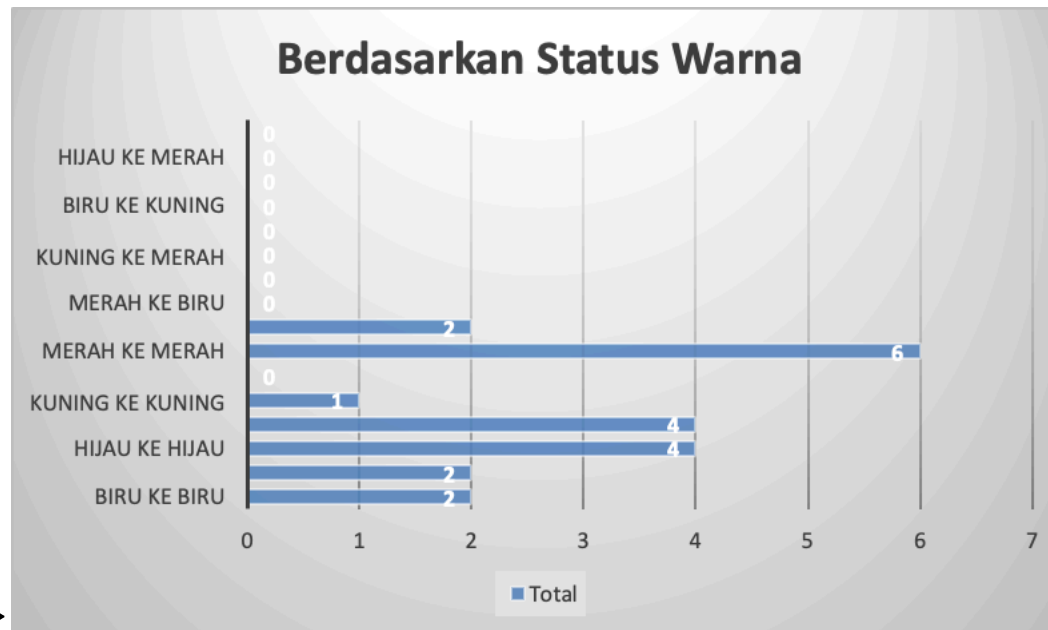 Berdasarkan Status Warna
0
HIJAU KE MERAH 0
0
BIRU KE KUNING 0
0
KUNING KE MERAH 0
0
MERAH KE BIRU 0
2
MERAH KE MERAH 6
0
KUNING KE KUNING 1
4
HIJAU KE HIJAU 4
2
BIRU KE BIRU 2
0 1 2 3 4 5 6 7
Total